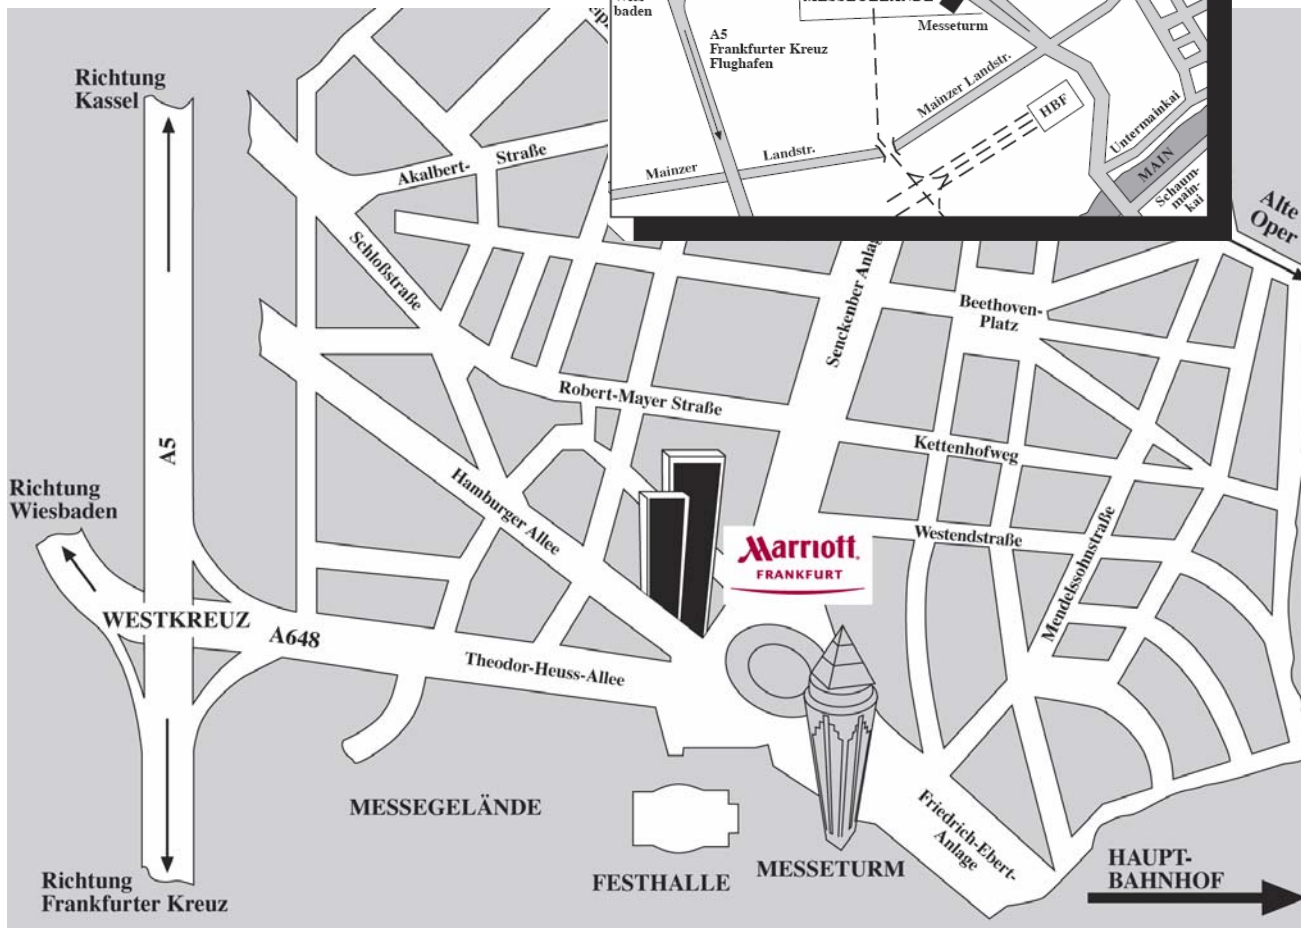 baden
MESSEGELÄNDE
Messeturm
A5
Frankfurter Kreuz
Flughafen
Mainzer Landstr.
HBF
Untermainkai
MAIN
Schaum-
main-
kai
Mainzer
Landstr.
Richtung
Kassel
Akalbert-
Straße
Alte
Oper
Schloßstraße
Senckenber Anlag
Beethoven-
Platz
Robert-Mayer Straße
Kettenhofweg
A5
Richtung
Wiesbaden
Hamburger Allee
Marriott
FRANKFURT
Westendstraße
Mendelssohnstraße
WESTKREUZ
A648
Theodor-Heuss-Allee
MESSEGELÄNDE
FESTHALLE
MESSETURM
Friedrich-Ebert-
Anlage
HAUPT-
BAHNHOF
Richtung
Frankfurter Kreuz